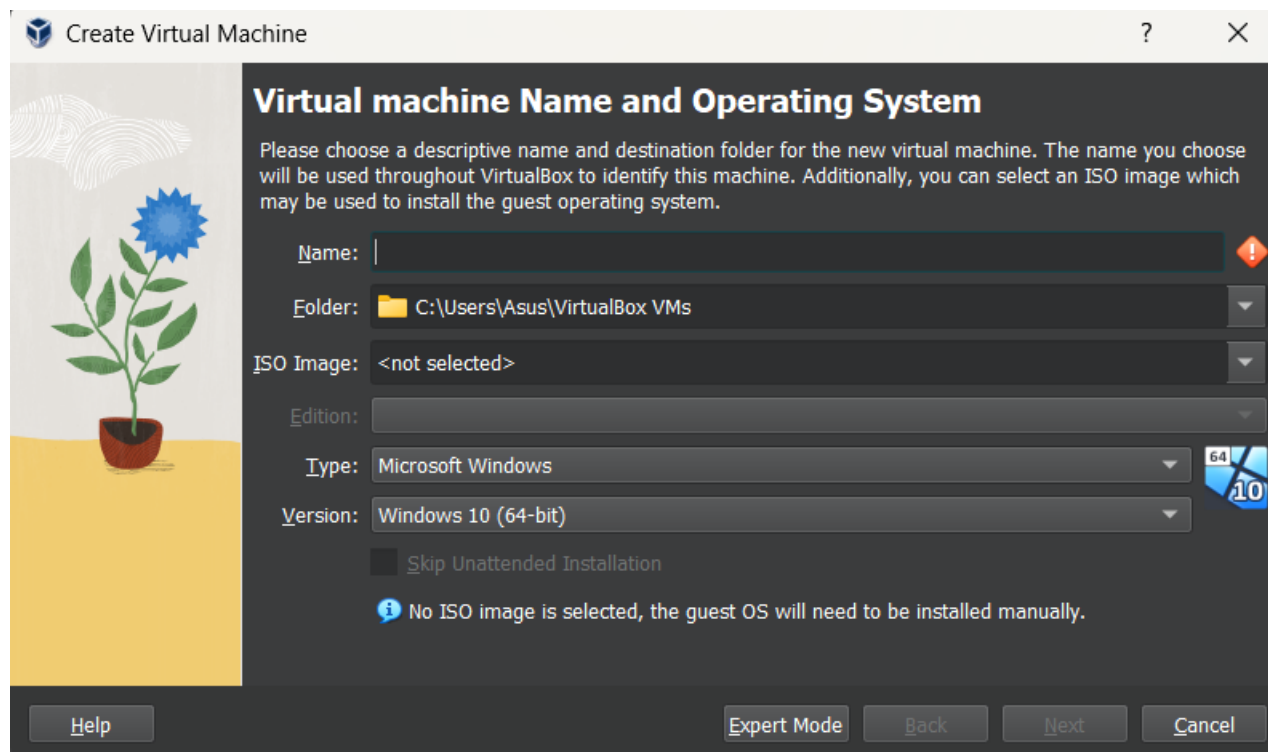 Create Virtual Machine
?
Virtual machine Name and Operating System
Please choose a descriptive name and destination folder for the new virtual machine. The name you choose
will be used throughout VirtualBox to identify this machine. Additionally, you can select an ISO image which
may be used to install the guest operating system.
Name:
Folder: C:\Users\Asus\VirtualBox VMs
ISO Image: <not selected>
Edition:
Type: Microsoft Windows
64
10
Version: Windows 10 (64-bit)
Skip Unattended Installation
No ISO image is selected, the guest OS will need to be installed manually.
Help Expert Mode Back Next Cancel